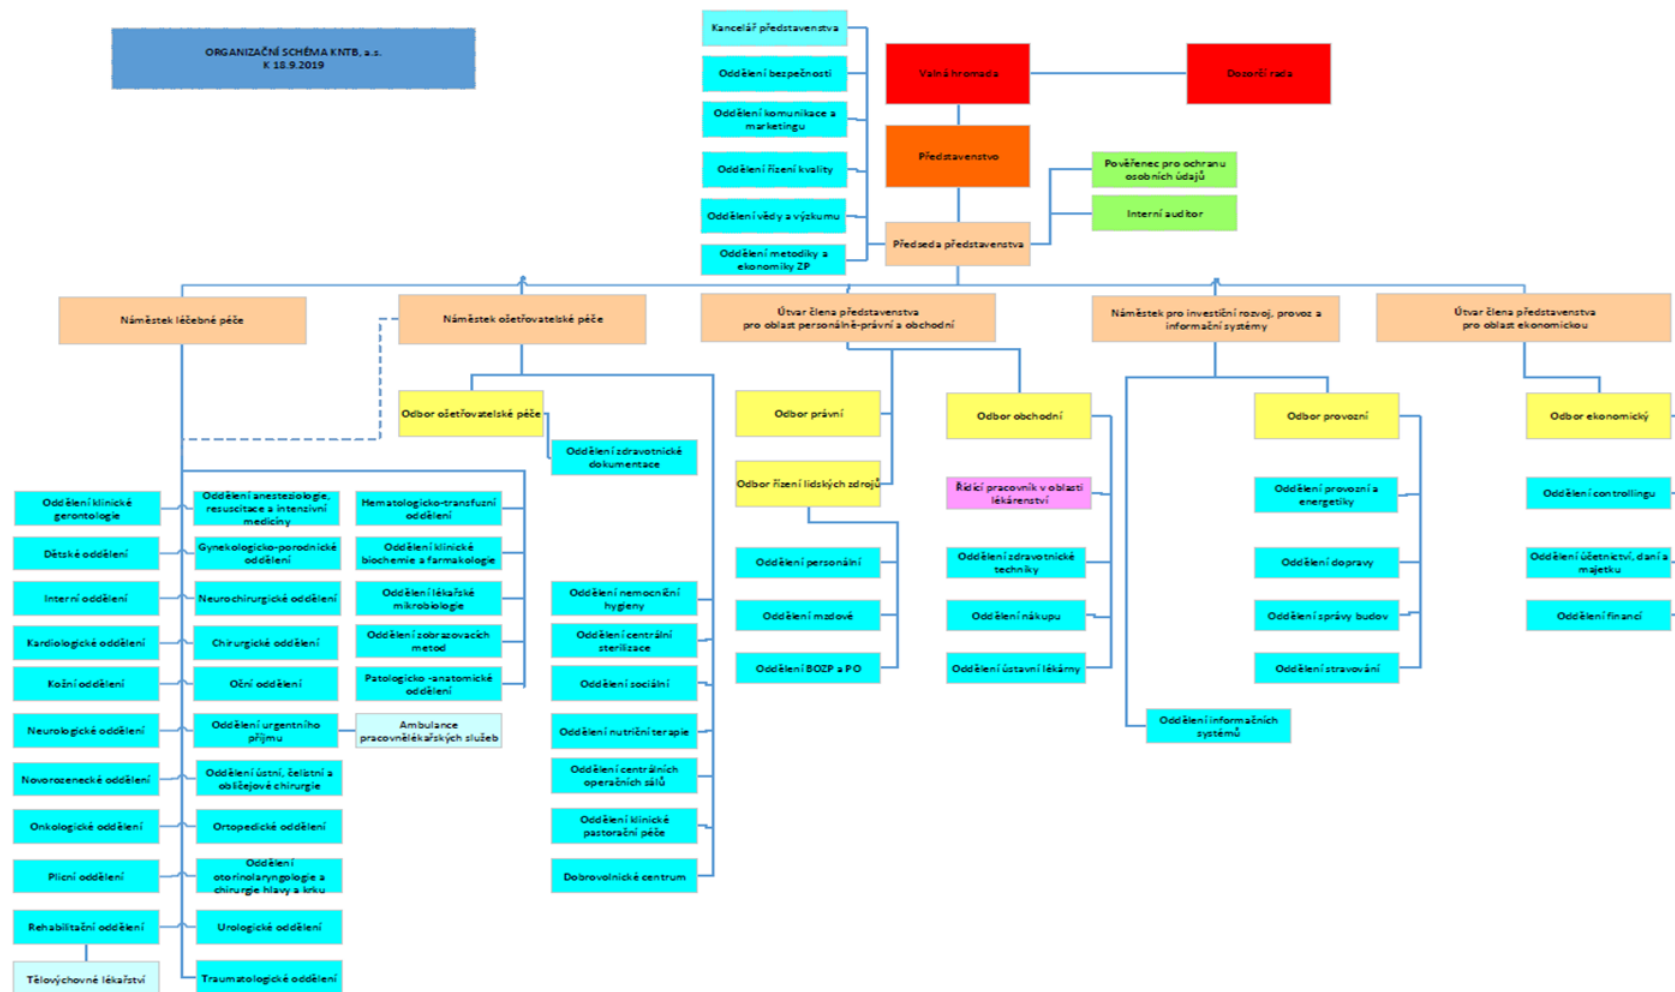 ORGANIZAČNÍ SCHÉMA KNTB, a.s.
K 18.9.2019
Kancelář představenstva
Oddělení bezpečnosti
Oddělení komunikace a
marketingu
Oddělení řízení kvality
Oddělení vědy a výzkumu
Oddělení metodiky a
ekonomiky ZP
Valná hromada
Dozorčí rada
Představenstvo
Předseda představenstva
Pověřenec pro ochranu
osobních údajů
Interní auditor
Náměstek léčebné péče
Náměstek ošetřovatelské péče
Útvar člena představenstva
pro oblast personálně-právní a obchodní
Náměstek pro investiční rozvoj, provoz a
informační systémy
Útvar člena představenstva
pro oblast ekonomickou
Odbor ošetřovatelské péče
Oddělení zdravotnické
dokumentace
Odbor právní
Odbor řízení lidských zdrojů
Odbor obchodní
Odbor provozní
Odbor ekonomický
Oddělení klinické
gerontologie
Dětské oddělení
Interní oddělení
Kardiologické oddělení
Kožní oddělení
Neurologické oddělení
Novorozenecké oddělení
Onkologické oddělení
Plicní oddělení
Rehabilitační oddělení
Tělovýchovné lékařství
Oddělení anesteziologie,
resuscitace a intenzivní
medicíny
Gynekologicko-porodnické
oddělení
Neurochirurgické oddělení
Chirurgické oddělení
Oční oddělení
Oddělení urgentního
příjmu
Oddělení ústní, čelistní a
obličejové chirurgie
Ortopedické oddělení
Oddělení
otorinolaryngologie a
chirurgie hlavy a krku
Urologické oddělení
Traumatologické oddělení
Hematologicko-transfuzní
oddělení
Oddělení klinické
biochemie a farmakologie
Oddělení lékařské
mikrobiologie
Oddělení zobrazovacích
metod
Patologicko -anatomické
oddělení
Ambulance
pracovnělékařských služeb
Oddělení nemocniční
hygieny
Oddělení centrální
sterilizace
Oddělení sociální
Oddělení nutriční terapie
Oddělení centrálních
operačních sálů
Oddělení klinické
pastorační péče
Dobrovolnické centrum
Oddělení personální
Oddělení mzdové
Oddělení BOZP a PO
Řídící pracovník v oblasti
lékárenství
Oddělení zdravotnické
techniky
Oddělení nákupu
Oddělení ústavní lékárny
Oddělení provozní a
energetiky
Oddělení dopravy
Oddělení správy budov
Oddělení stravování
Oddělení informačních
systémů
Oddělení controllingu
Oddělení účetnictví, daní a
majetku
Oddělení financí